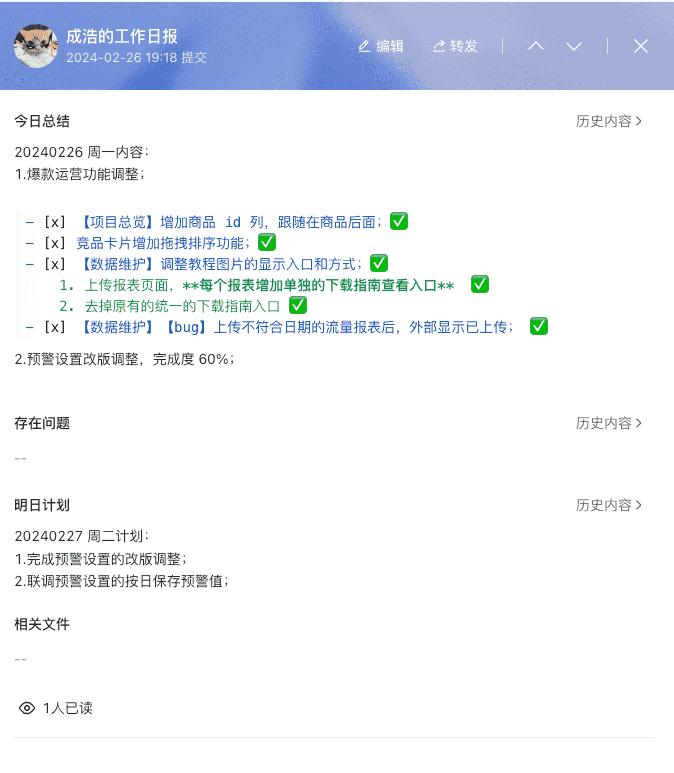 成浩的工作日报
2024-02-26 19:18 提交
编辑
转发
今日总结
历史内容
20240226 周一内容：
1.爆款运营功能调整；
- [x] 【项目总览】增加商品 id 列，跟随在商品后面；✅
- [x] 竞品卡片增加拖拽排序功能；✅
- [x] 【数据维护】调整教程图片的显示入口和方式；✅
1. 上传报表页面，**每个报表增加单独的下载指南查看入口** ✅
2. 去掉原有的统一的下载指南入口 ✅
- [x] 【数据维护】【bug】上传不符合日期的流量报表后，外部显示已上传； ✅
2.预警设置改版调整，完成度 60%；
存在问题
历史内容
--
明日计划
历史内容
20240227 周二计划：
1.完成预警设置的改版调整；
2.联调预警设置的按日保存预警值；
相关文件
--
1人已读